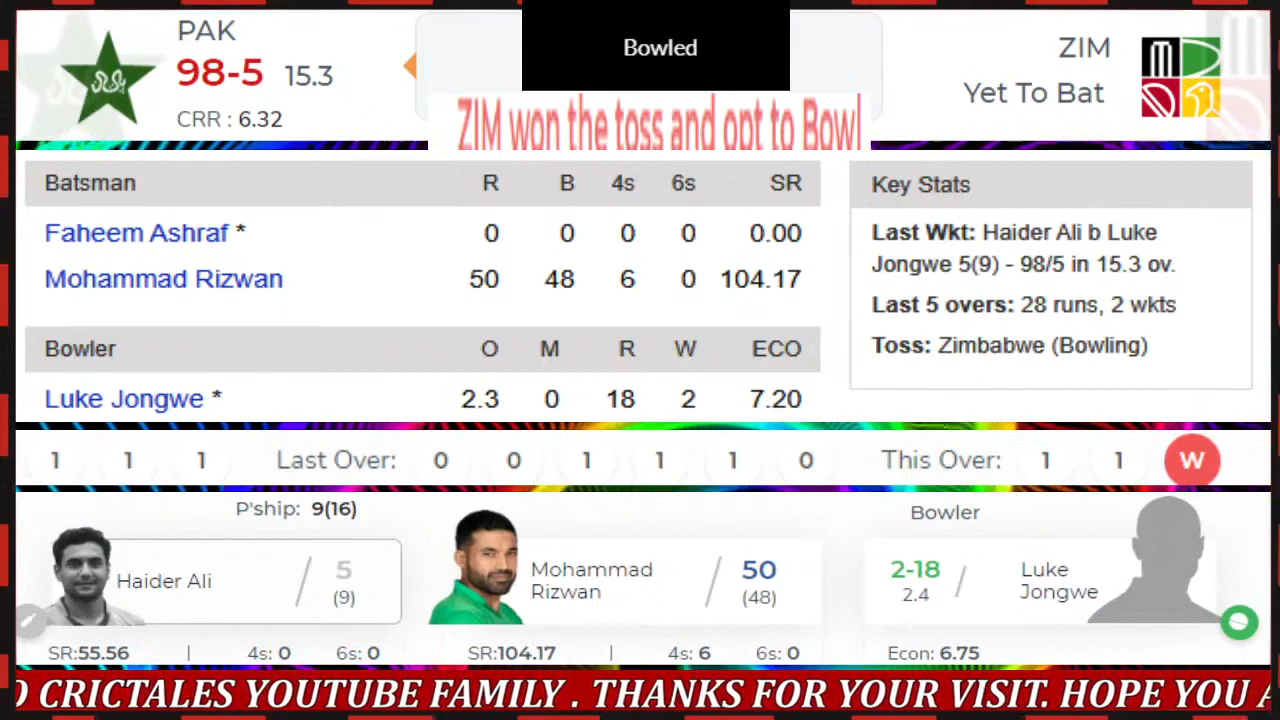 PAK
98-5 15.3
CRR : 6.32
Bowled
ZIM won the toss and opt to Bowl
ZIM
Yet To Bat
Batsman R B 4s 6s SR
Faheem Ashraf * 0 0 0 0 0.00
Mohammad Rizwan 50 48 6 0 104.17
Bowler O M R W ECO
Luke Jongwe * 2.3 0 18 2 7.20
Key Stats
Last Wkt: Haider Ali b Luke
Jongwe 5(9) - 98/5 in 15.3 ov.
Last 5 overs: 28 runs, 2 wkts
Toss: Zimbabwe (Bowling)
1 1 1 Last Over: 0 0 1 1 1 0 This Over: 1 1 W
P'ship: 9(16)
Haider Ali / 5
(9)
SR:55.56 | 4s: 0 6s: 0
Mohammad
Rizwan / 50
(48)
SR:104.17 | 4s: 6 6s: 0
Bowler
2-18 / Luke
2.4 Jongwe
Econ: 6.75
CRICTALES YOUTUBE FAMILY . THANKS FOR YOUR VISIT. HOPE YOU